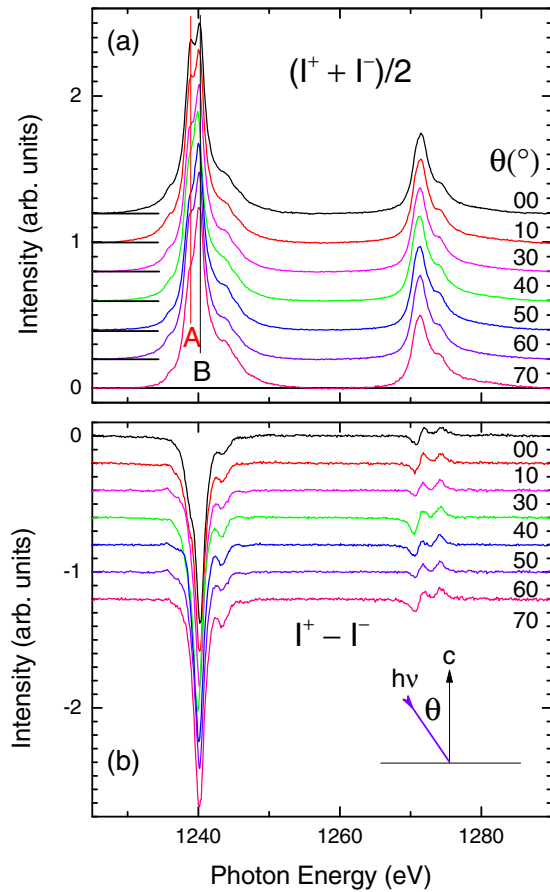 (a)
(I⁺ + I⁻)/2
θ(°)
00
10
30
40
50
60
70
A
B
2
1
0
Intensity (arb. units)
0
-1
-2
Intensity (arb. units)
00
10
30
40
50
60
70
I⁺ − I⁻
c
hν
θ
(b)
1240 1260 1280
Photon Energy (eV)